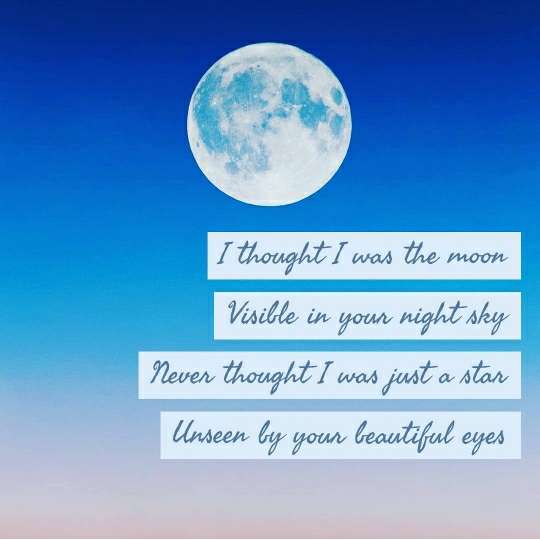 I thought I was the moon
Visible in your night sky
Never thought I was just a star
Unseen by your beautiful eyes